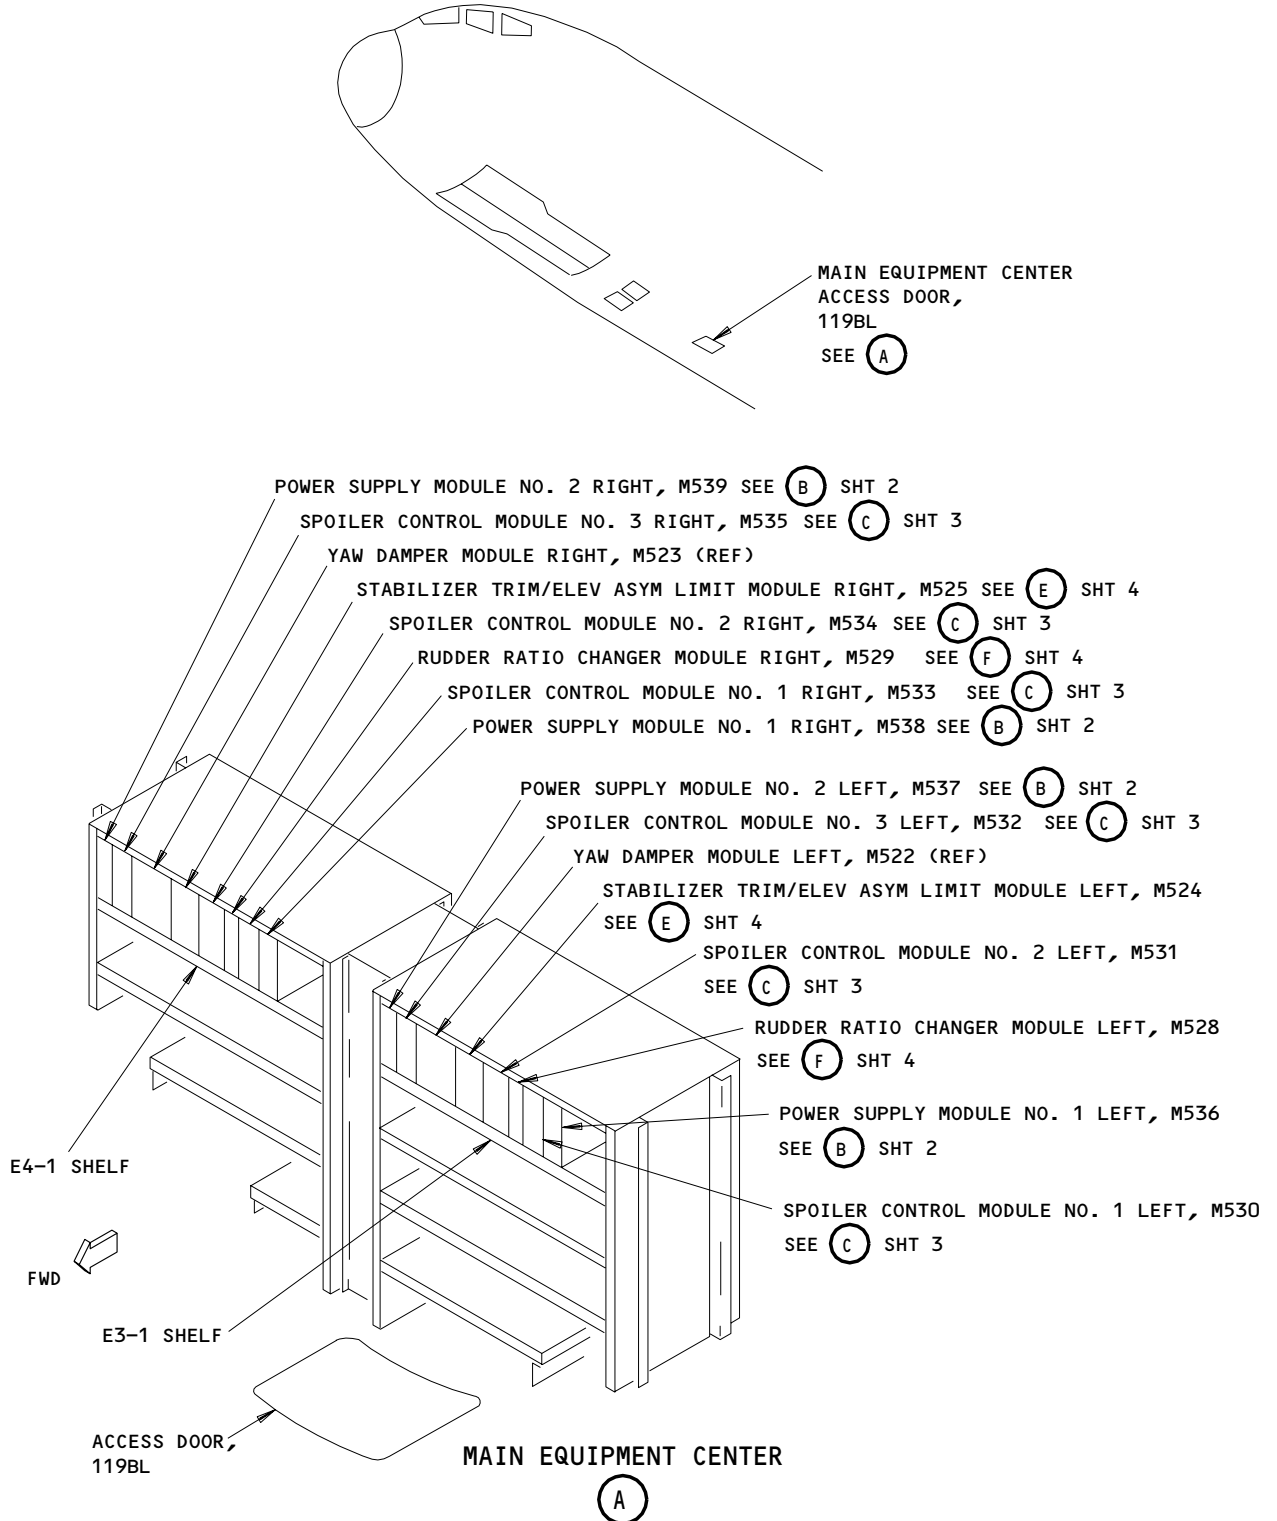 MAIN EQUIPMENT CENTER
ACCESS DOOR,
119BL
SEE A
POWER SUPPLY MODULE NO. 2 RIGHT, M539 SEE B SHT 2
SPOILER CONTROL MODULE NO. 3 RIGHT, M535 SEE C SHT 3
YAW DAMPER MODULE RIGHT, M523 (REF)
STABILIZER TRIM/ELEV ASYM LIMIT MODULE RIGHT, M525 SEE E SHT 4
SPOILER CONTROL MODULE NO. 2 RIGHT, M534 SEE C SHT 3
RUDDER RATIO CHANGER MODULE RIGHT, M529 SEE F SHT 4
SPOILER CONTROL MODULE NO. 1 RIGHT, M533 SEE C SHT 3
POWER SUPPLY MODULE NO. 1 RIGHT, M538 SEE B SHT 2
POWER SUPPLY MODULE NO. 2 LEFT, M537 SEE B SHT 2
SPOILER CONTROL MODULE NO. 3 LEFT, M532 SEE C SHT 3
YAW DAMPER MODULE LEFT, M522 (REF)
STABILIZER TRIM/ELEV ASYM LIMIT MODULE LEFT, M524
SEE E SHT 4
SPOILER CONTROL MODULE NO. 2 LEFT, M531
SEE C SHT 3
RUDDER RATIO CHANGER MODULE LEFT, M528
SEE F SHT 4
POWER SUPPLY MODULE NO. 1 LEFT, M536
SEE B SHT 2
SPOILER CONTROL MODULE NO. 1 LEFT, M530
SEE C SHT 3
E4-1 SHELF
FWD
E3-1 SHELF
ACCESS DOOR,
119BL
MAIN EQUIPMENT CENTER
A